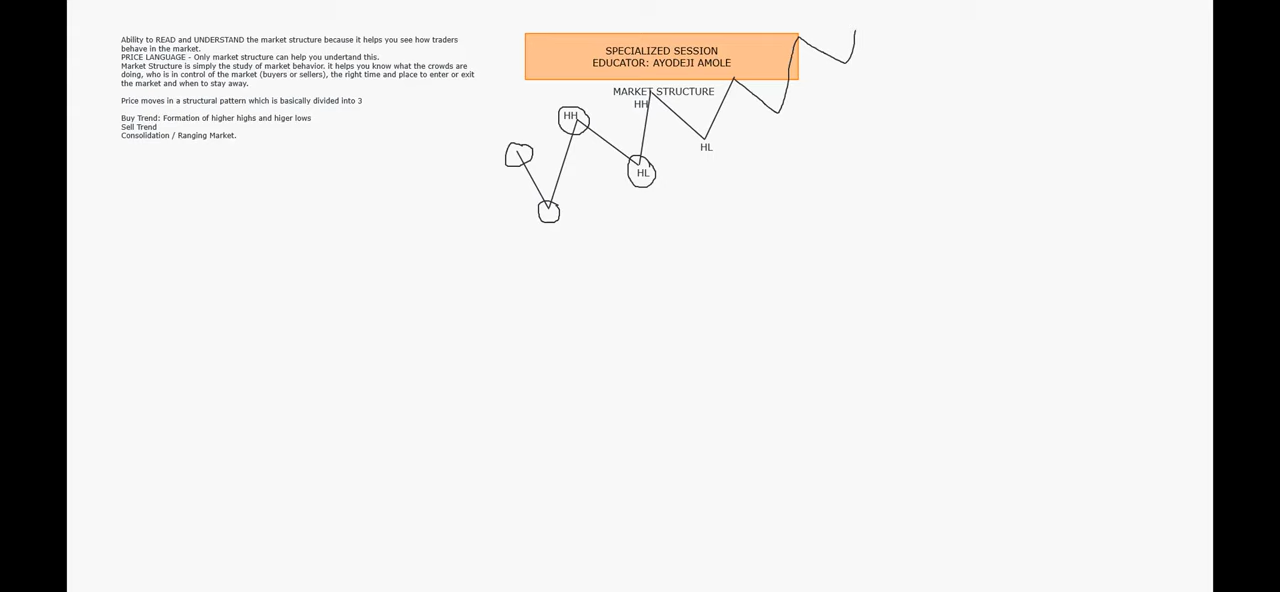 Ability to READ and UNDERSTAND the market structure because it helps you see how traders
behave in the market.
PRICE LANGUAGE - Only market structure can help you undertand this.
Market Structure is simply the study of market behavior. it helps you know what the crowds are
doing, who is in control of the market (buyers or sellers), the right time and place to enter or exit
the market and when to stay away.
Price moves in a structural pattern which is basically divided into 3
Buy Trend: Formation of higher highs and higer lows
Sell Trend
Consolidation / Ranging Market.
SPECIALIZED SESSION
EDUCATOR: AYODEJI AMOLE
MARKET STRUCTURE
HH
HH
HL
HL